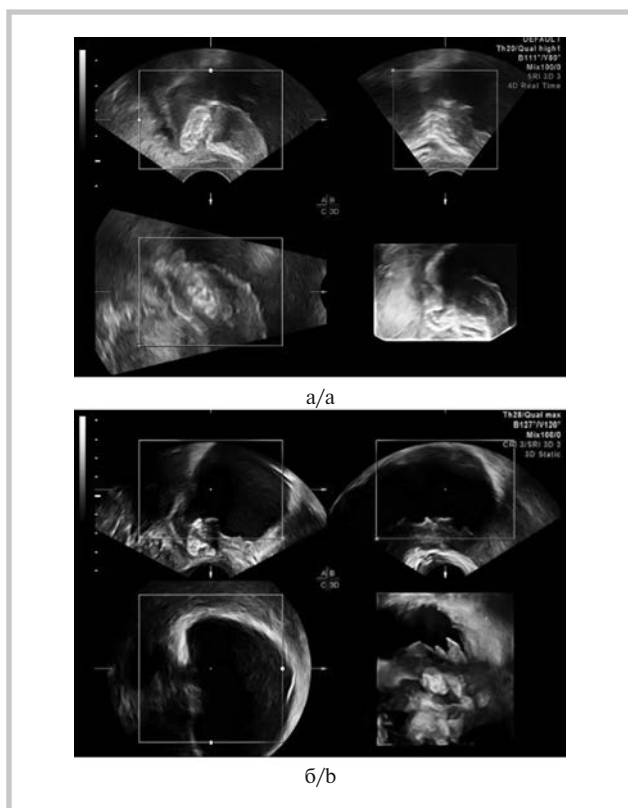 DEFAULT
Th20/Qual high1
B111°/V80°
Mix100/0
SRI 3D 3
4D Real Time
A B
C 3D
а/a
Th28/Qual max
B127°/V120°
Mix100/0
CRI 3/SRI 3D 3
3D Static
A B
C 3D
б/b